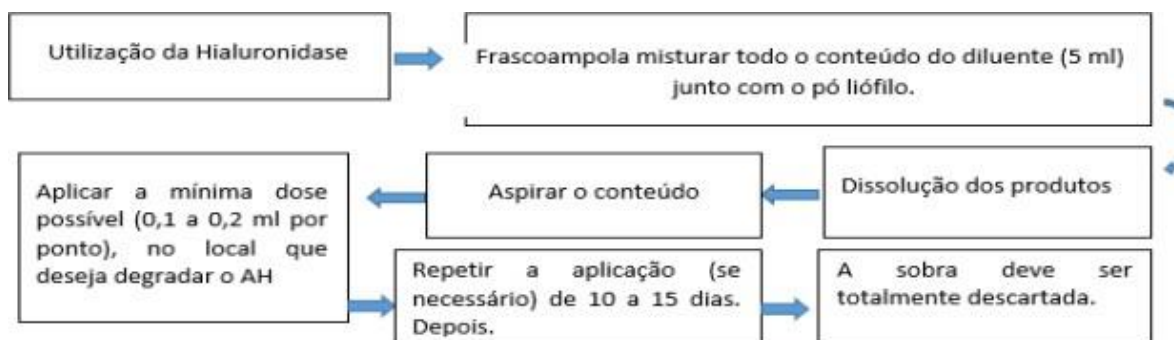 Utilização da Hialuronidase
Frascoampola misturar todo o conteúdo do diluente (5 ml)
junto com o pó liófilo.
Dissolução dos produtos
Aspirar o conteúdo
Aplicar a mínima dose
possível (0,1 a 0,2 ml por
ponto), no local que
deseja degradar o AH
Repetir a aplicação (se
necessário) de 10 a 15 dias.
Depois.
A sobra deve ser
totalmente descartada.